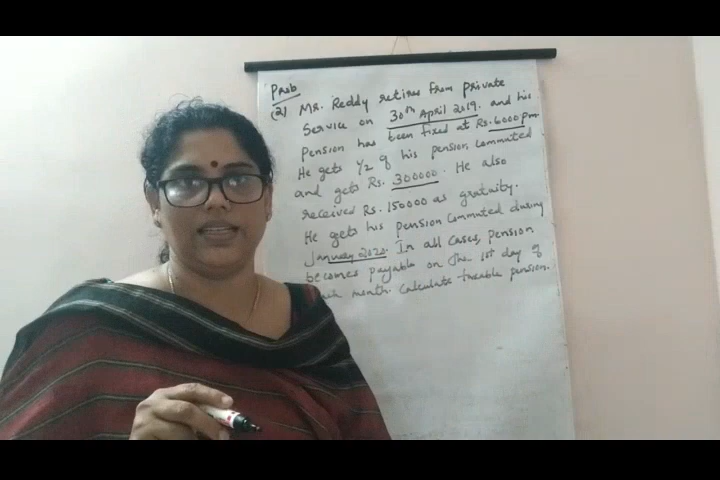 Prob
(2) Mr. Reddy retires from private
Service on 30th April 2019. and his
pension has been fixed at Rs. 6000 pm
He gets 1/2 of his pension commuted
and gets Rs. 300000. He also
received Rs. 150000 as gratuity.
He gets his pension commuted during
January 2020. In all cases, pension
becomes payable on the 1st day of
month. Calculate taxable pension.